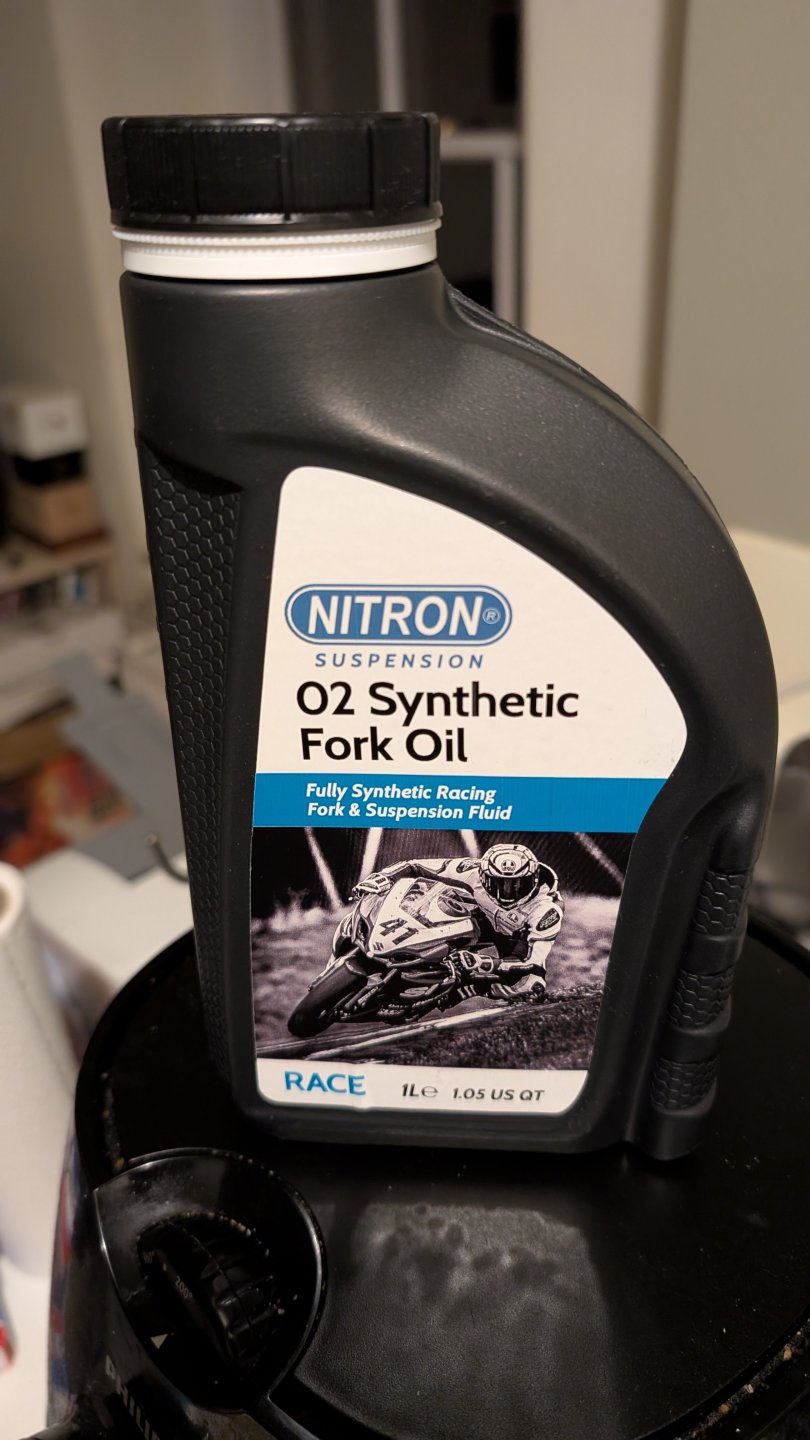 NITRON®
SUSPENSION
02 Synthetic
Fork Oil
Fully Synthetic Racing
Fork & Suspension Fluid
41
RACE
1L℮ 1.05 US QT
200°